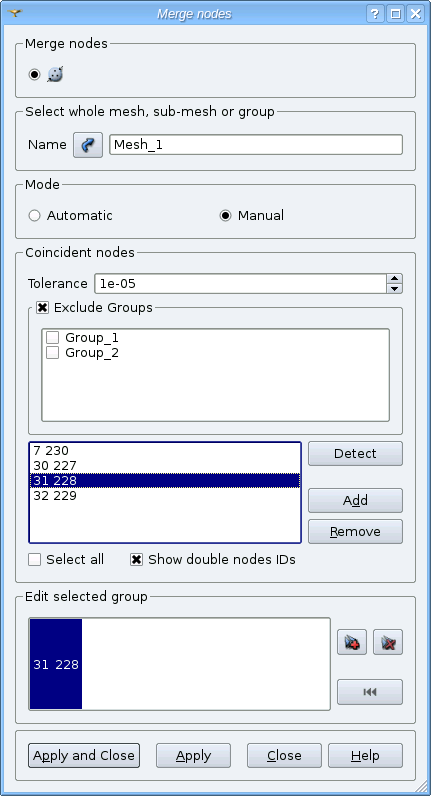 Merge nodes
Merge nodes
Select whole mesh, sub-mesh or group
Name Mesh_1
Mode
Automatic Manual
Coincident nodes
Tolerance 1e-05
Exclude Groups
Group_1
Group_2
7 230
30 227
31 228
32 229
Detect
Add
Remove
Select all Show double nodes IDs
Edit selected group
31 228
Apply and Close Apply Close Help